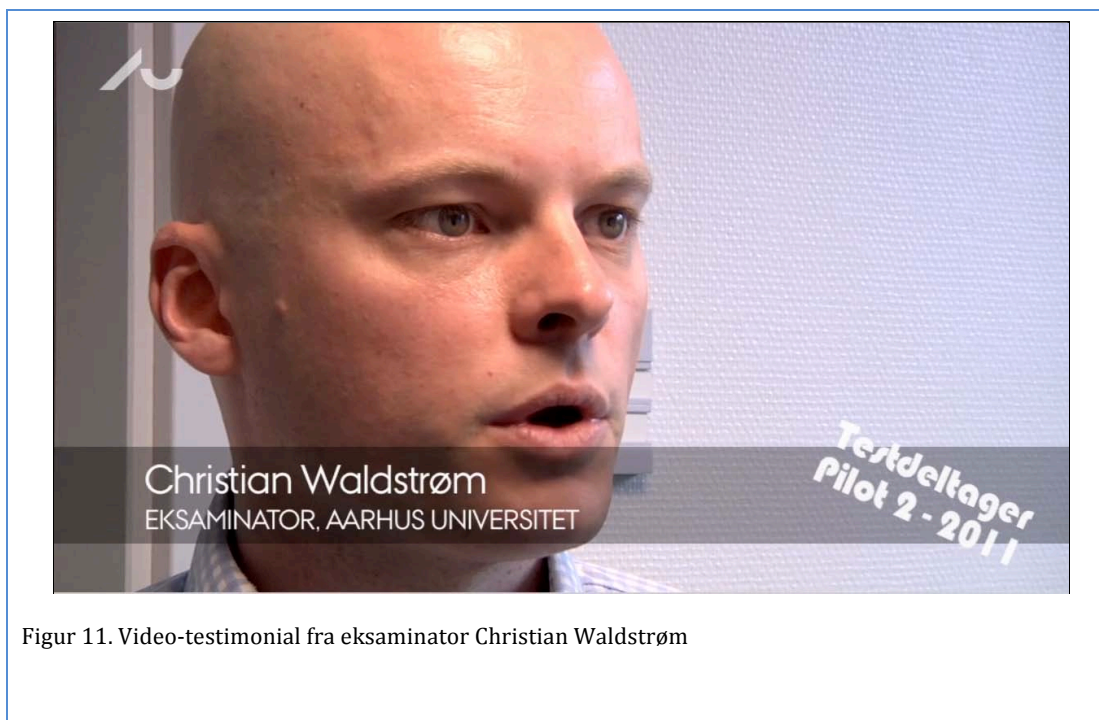 Christian Waldstrøm
EKSAMINATOR, AARHUS UNIVERSITET
Testdeltager
Pilot 2 - 2011
Figur 11. Video-testimonial fra eksaminator Christian Waldstrøm